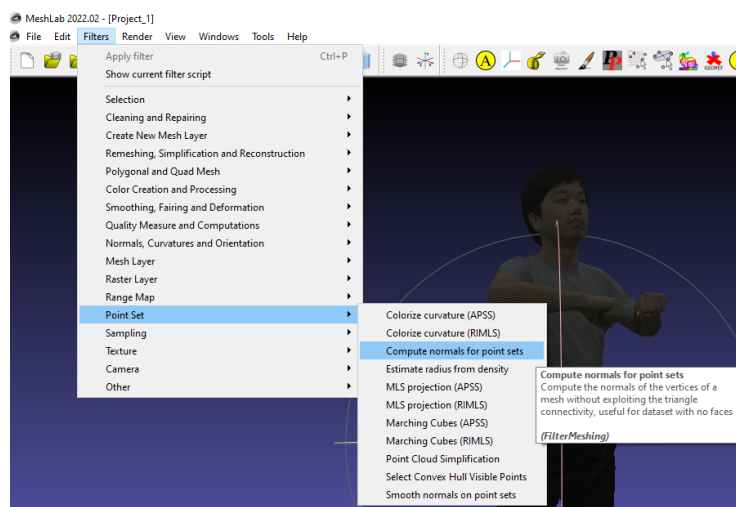 MeshLab 2022.02 - [Project_1]
File Edit Filters Render View Windows Tools Help
Apply filter Ctrl+P
Show current filter script
Selection
Cleaning and Repairing
Create New Mesh Layer
Remeshing, Simplification and Reconstruction
Polygonal and Quad Mesh
Color Creation and Processing
Smoothing, Fairing and Deformation
Quality Measure and Computations
Normals, Curvatures and Orientation
Mesh Layer
Raster Layer
Range Map
Point Set
Sampling
Texture
Camera
Other
Colorize curvature (APSS)
Colorize curvature (RIMLS)
Compute normals for point sets
Estimate radius from density
MLS projection (APSS)
MLS projection (RIMLS)
Marching Cubes (APSS)
Marching Cubes (RIMLS)
Point Cloud Simplification
Select Convex Hull Visible Points
Smooth normals on point sets
Compute normals for point sets
Compute the normals of the vertices of a
mesh without exploiting the triangle
connectivity, useful for dataset with no faces
(FilterMeshing)
A
PP
GEOREF